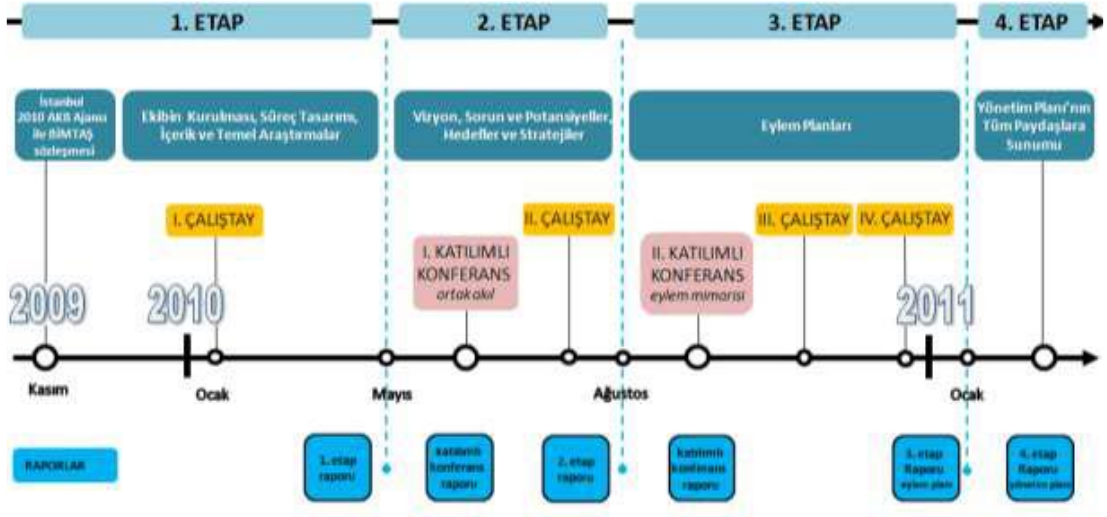 1. ETAP
2. ETAP
3. ETAP
4. ETAP
İstanbul
2010 AKB Ajansı
ile BİMTAŞ
sözleşmesi
Ekibin Kurulması, Süreç Tasarımı,
İçerik ve Temel Araştırmalar
Vizyon, Sorun ve Potansiyeller,
Hedefler ve Stratejiler
Eylem Planları
Yönetim Planı'nın
Tüm Paydaşlara
Sunumu
I. ÇALIŞTAY
II. ÇALIŞTAY
III. ÇALIŞTAY
IV. ÇALIŞTAY
I. KATILIMLI
KONFERANS
ortak akıl
II. KATILIMLI
KONFERANS
eylem mimarisi
2009
2010
2011
Kasım
Ocak
Mayıs
Ağustos
Ocak
RAPORLAR
1. etap
raporu
katılımlı
konferans
raporu
2. etap
raporu
katılımlı
konferans
raporu
3. etap
Raporu
eylem planı
4. etap
Raporu
yönetim planı